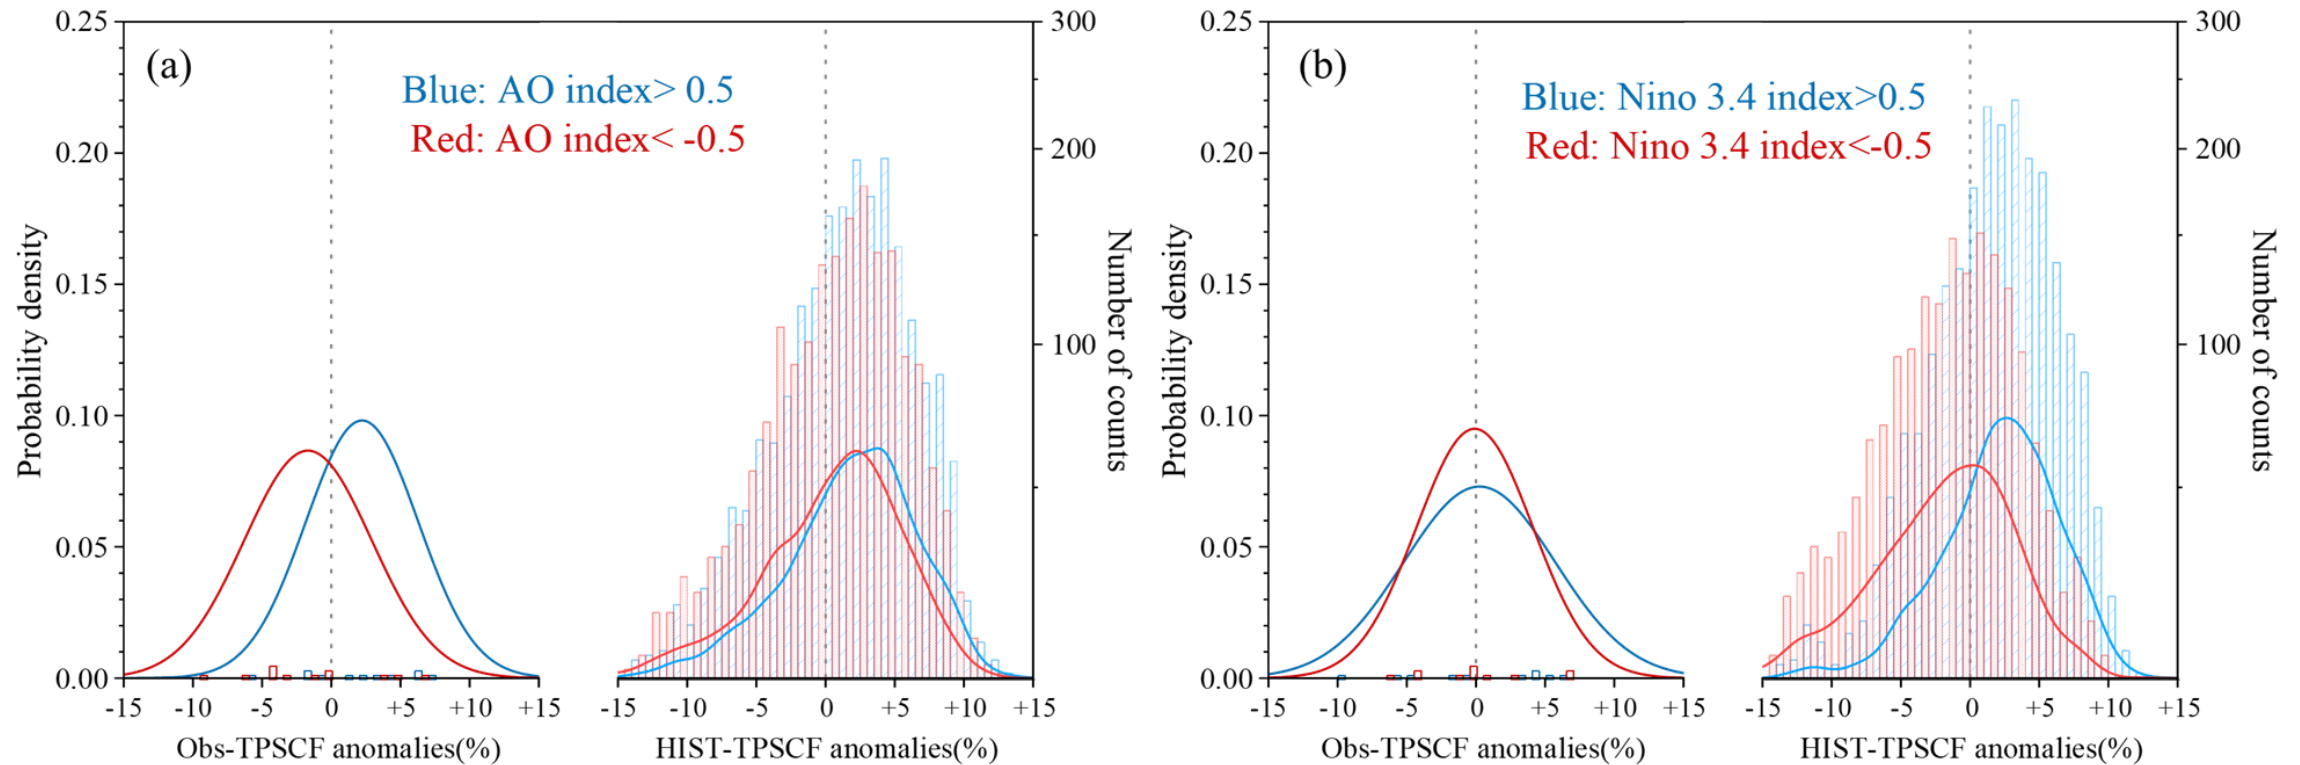 (a)
Blue: AO index> 0.5
Red: AO index< -0.5
Probability density
0.25
0.20
0.15
0.10
0.05
0.00
300
200
100
Number of counts
-15 -10 -5 0 +5 +10 +15
-15 -10 -5 0 +5 +10 +15
Obs-TPSCF anomalies(%)
HIST-TPSCF anomalies(%)
(b)
Blue: Nino 3.4 index>0.5
Red: Nino 3.4 index<-0.5
Probability density
0.25
0.20
0.15
0.10
0.05
0.00
300
200
100
Number of counts
-15 -10 -5 0 +5 +10 +15
-15 -10 -5 0 +5 +10 +15
Obs-TPSCF anomalies(%)
HIST-TPSCF anomalies(%)